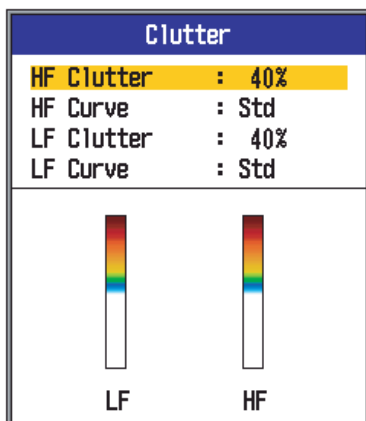 Clutter
HF Clutter : 40%
HF Curve : Std
LF Clutter : 40%
LF Curve : Std
LF HF